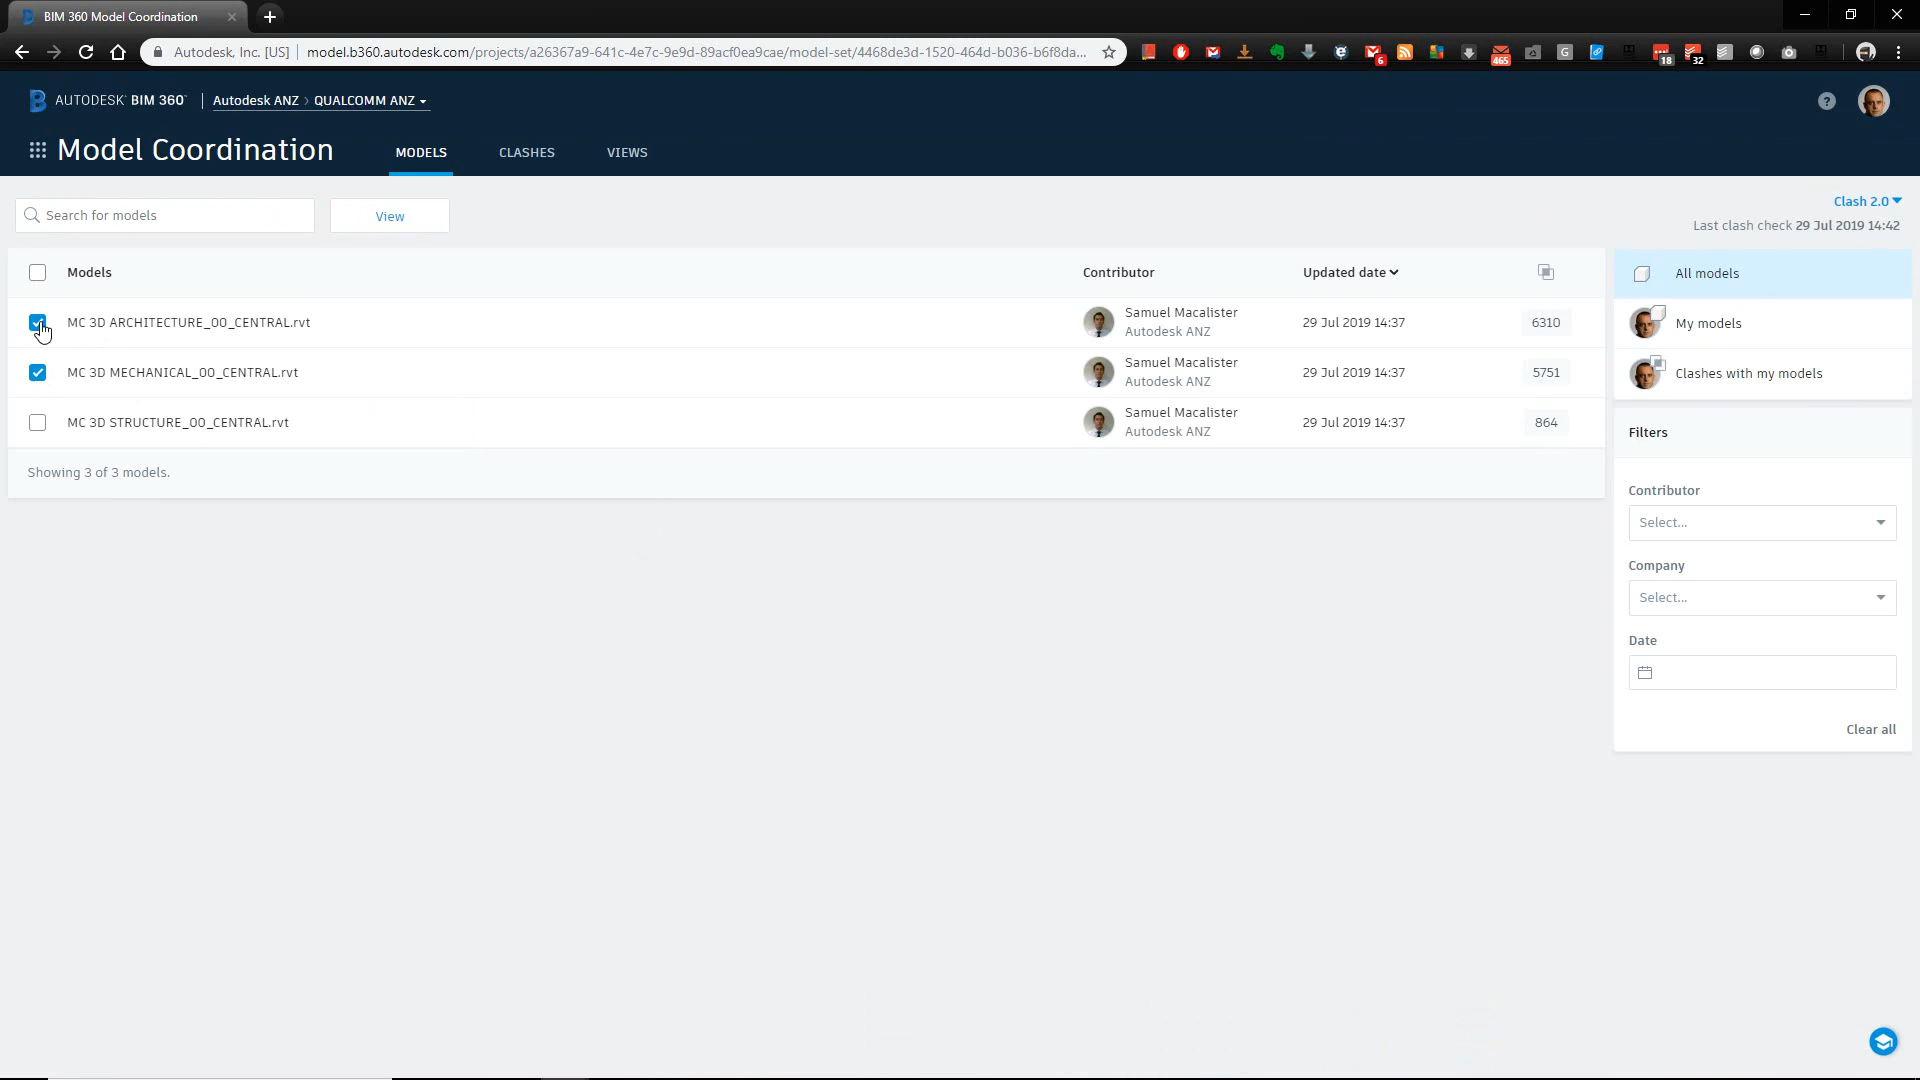 BIM 360 Model Coordination
Autodesk, Inc. [US] | model.b360.autodesk.com/projects/a26367a9-641c-4e7c-9e9d-89acf0ea9cae/model-set/4468de3d-1520-464d-b036-b6f8da...
6
465
G
18
32
AUTODESK BIM 360
Autodesk ANZ > QUALCOMM ANZ
Model Coordination
MODELS
CLASHES
VIEWS
Search for models
View
Clash 2.0
Last clash check 29 Jul 2019 14:42
Models
Contributor
Updated date
MC 3D ARCHITECTURE_00_CENTRAL.rvt
Samuel Macalister
Autodesk ANZ
29 Jul 2019 14:37
6310
MC 3D MECHANICAL_00_CENTRAL.rvt
Samuel Macalister
Autodesk ANZ
29 Jul 2019 14:37
5751
MC 3D STRUCTURE_00_CENTRAL.rvt
Samuel Macalister
Autodesk ANZ
29 Jul 2019 14:37
864
Showing 3 of 3 models.
All models
My models
Clashes with my models
Filters
Contributor
Select...
Company
Select...
Date
Clear all